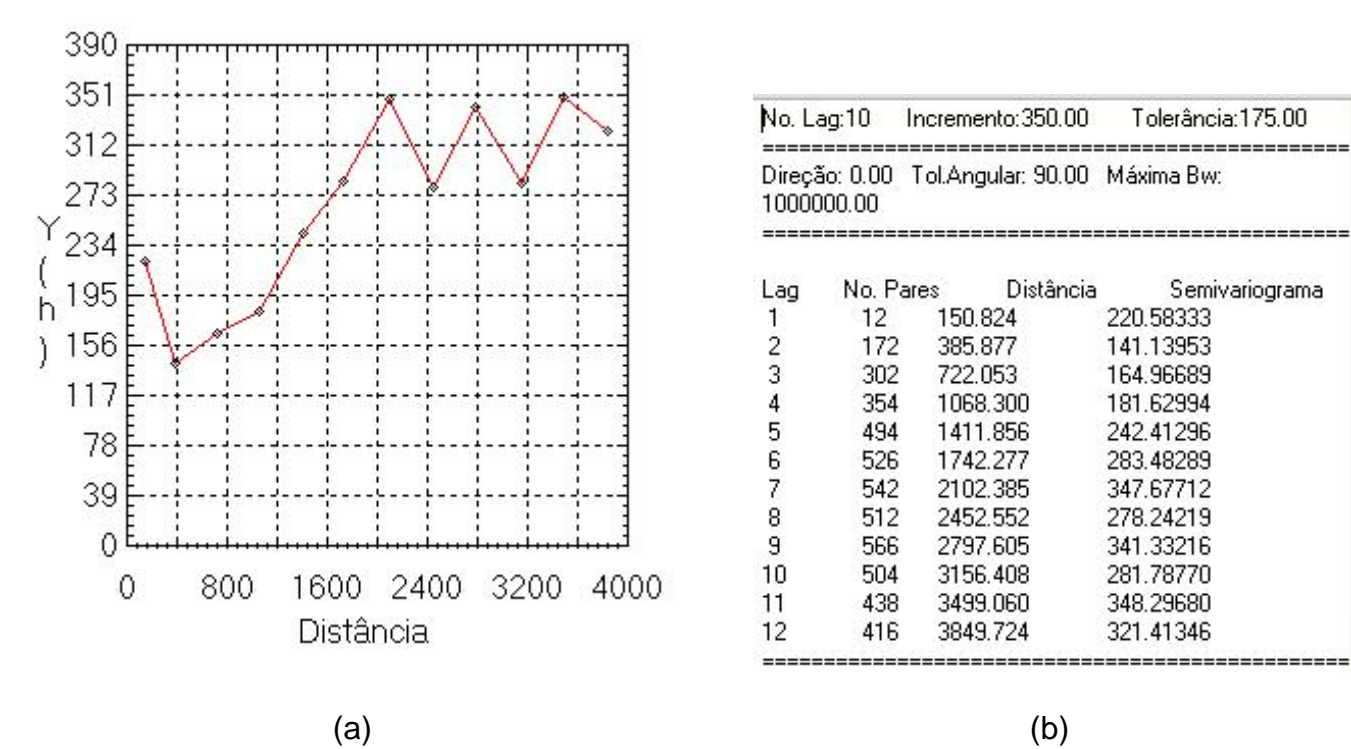 390
351
312
273
234
195
156
117
78
39
0
Y
(
h
)
0 800 1600 2400 3200 4000
Distância
(a)
No. Lag:10 Incremento:350.00 Tolerância:175.00
==================================================
Direção: 0.00 Tol.Angular: 90.00 Máxima Bw:
1000000.00
==================================================
Lag No. Pares Distância Semivariograma
1 12 150.824 220.58333
2 172 385.877 141.13953
3 302 722.053 164.96689
4 354 1068.300 181.62994
5 494 1411.856 242.41296
6 526 1742.277 283.48289
7 542 2102.385 347.67712
8 512 2452.552 278.24219
9 566 2797.605 341.33216
10 504 3156.408 281.78770
11 438 3499.060 348.29680
12 416 3849.724 321.41346
==================================================
(b)